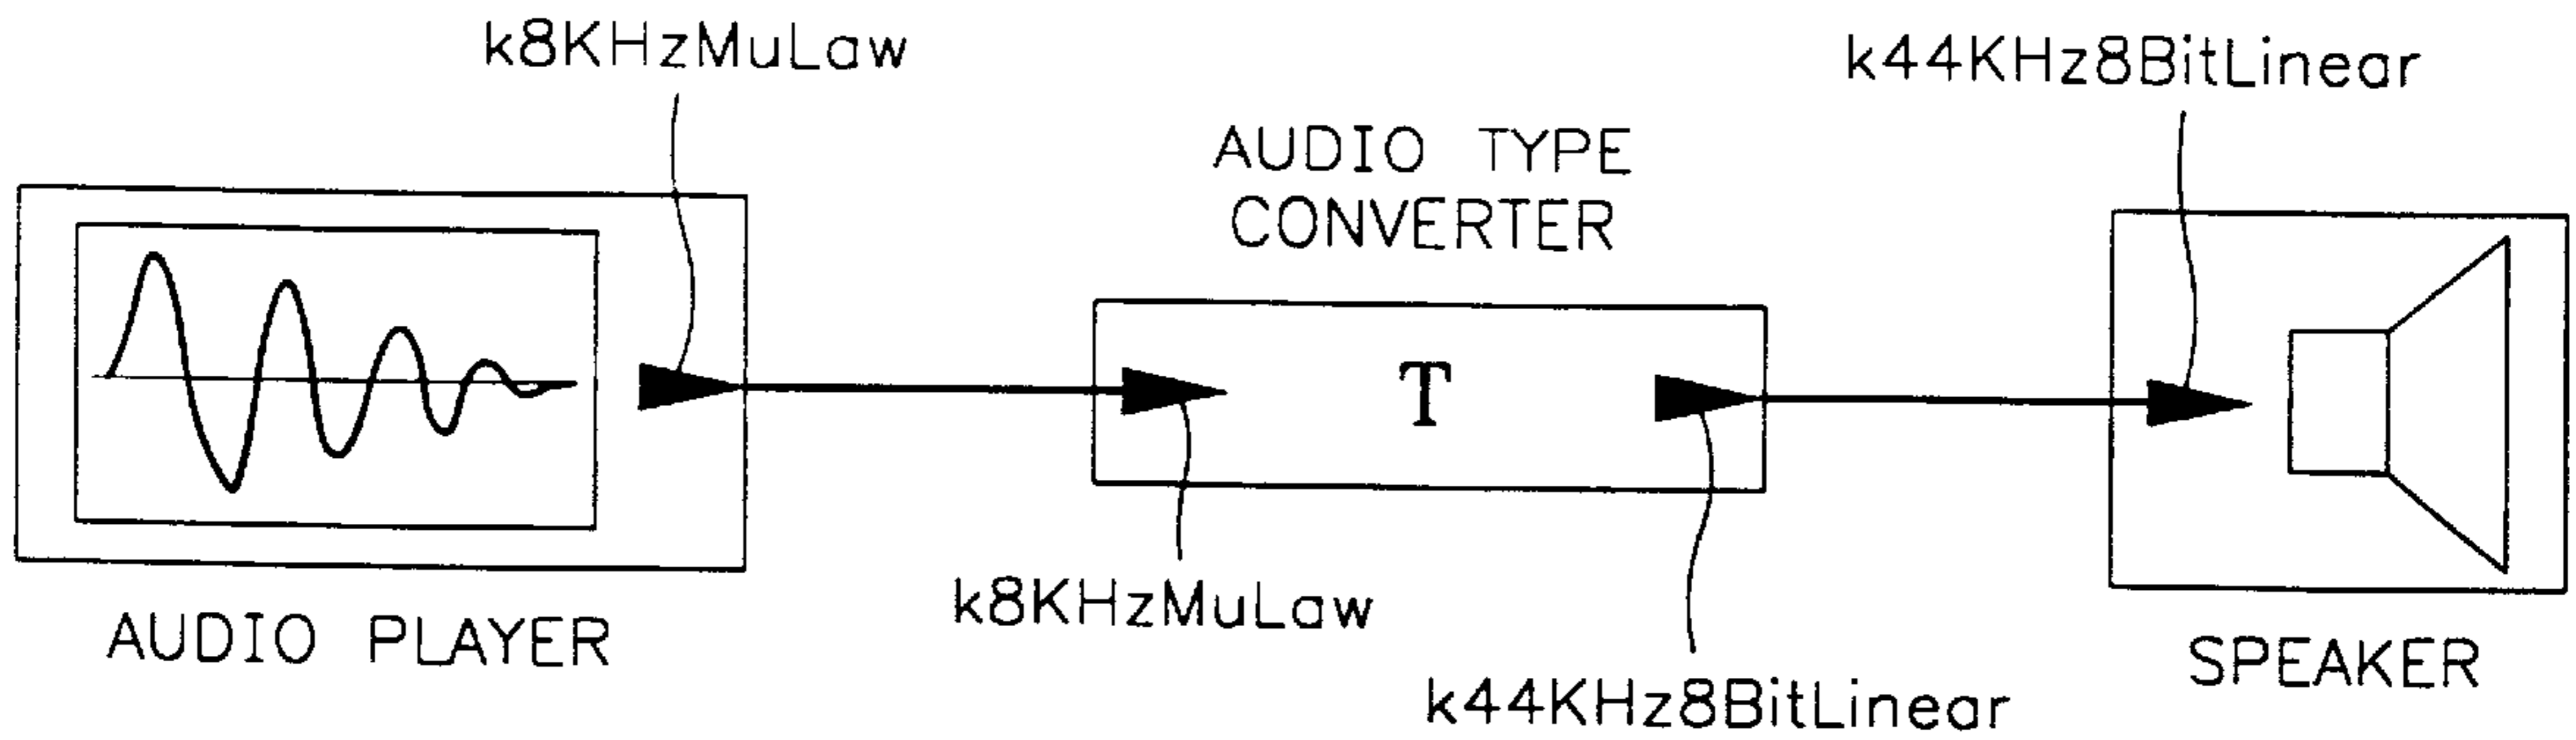 k8KHzMuLaw
k44KHz8BitLinear
AUDIO TYPE
CONVERTER
T
k8KHzMuLaw
AUDIO PLAYER
SPEAKER
k44KHz8BitLinear